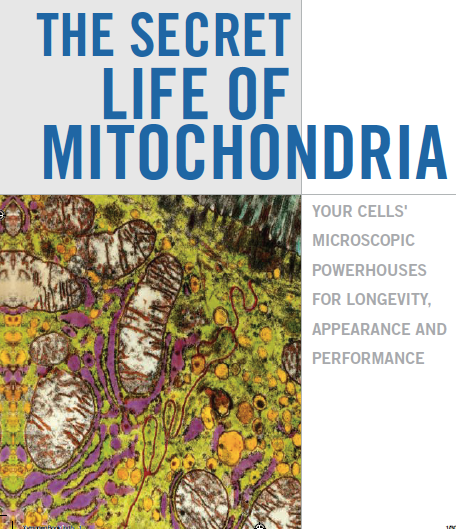 THE SECRET
LIFE OF
MITOCHONDRIA
YOUR CELLS'
MICROSCOPIC
POWERHOUSES
FOR LONGEVITY,
APPEARANCE AND
PERFORMANCE